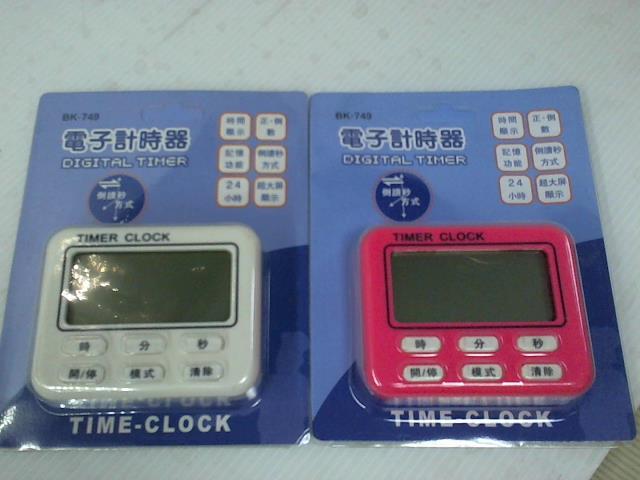 BK-749
電子計時器
DIGITAL TIMER
時間
顯示
正·倒
數
記憶
功能
倒讀秒
方式
24
小時
超大屏
顯示
倒讀秒
方式
TIMER CLOCK
時 分 秒
開/停 模式 清除
TIME-CLOCK
BK-749
電子計時器
DIGITAL TIMER
時間
顯示
正·倒
數
記憶
功能
倒讀秒
方式
24
小時
超大屏
顯示
倒讀秒
方式
TIMER CLOCK
時 分 秒
開/停 模式 清除
TIME-CLOCK